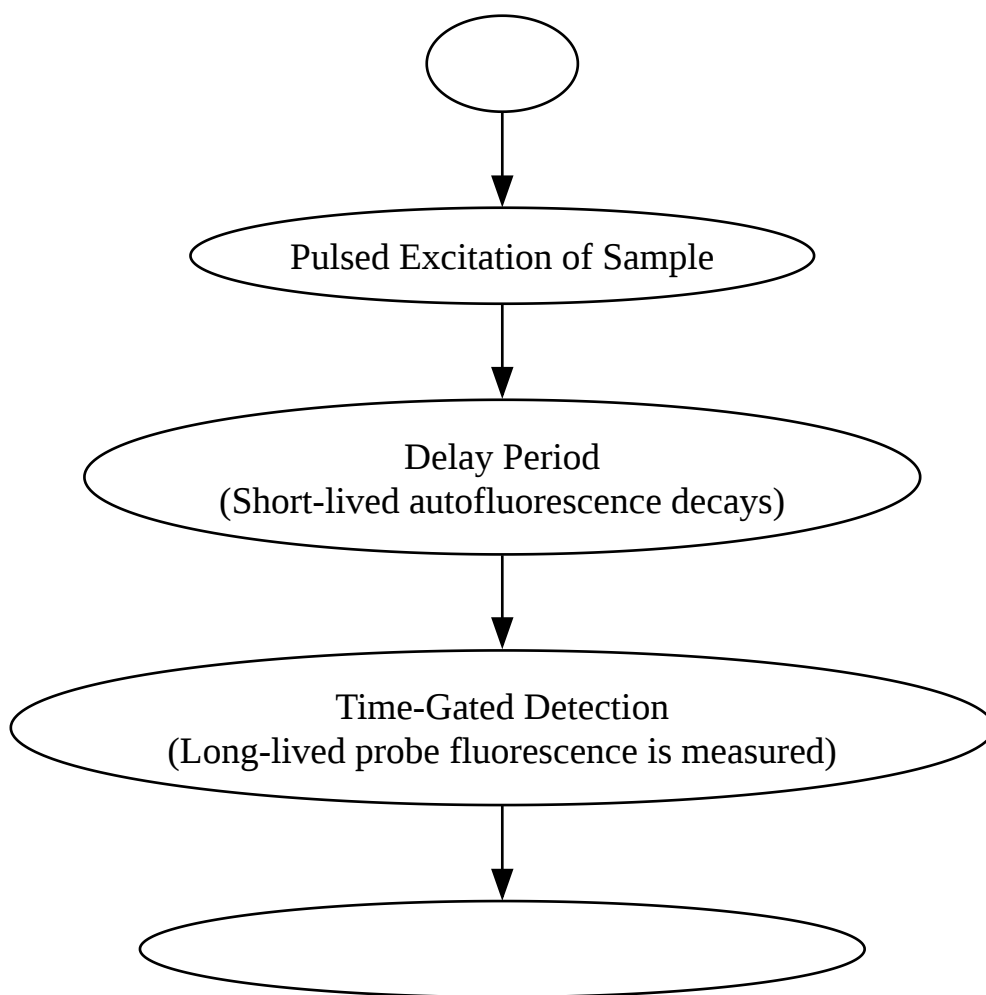 Pulsed Excitation of Sample
Delay Period
(Short-lived autofluorescence decays)
Time-Gated Detection
(Long-lived probe fluorescence is measured)